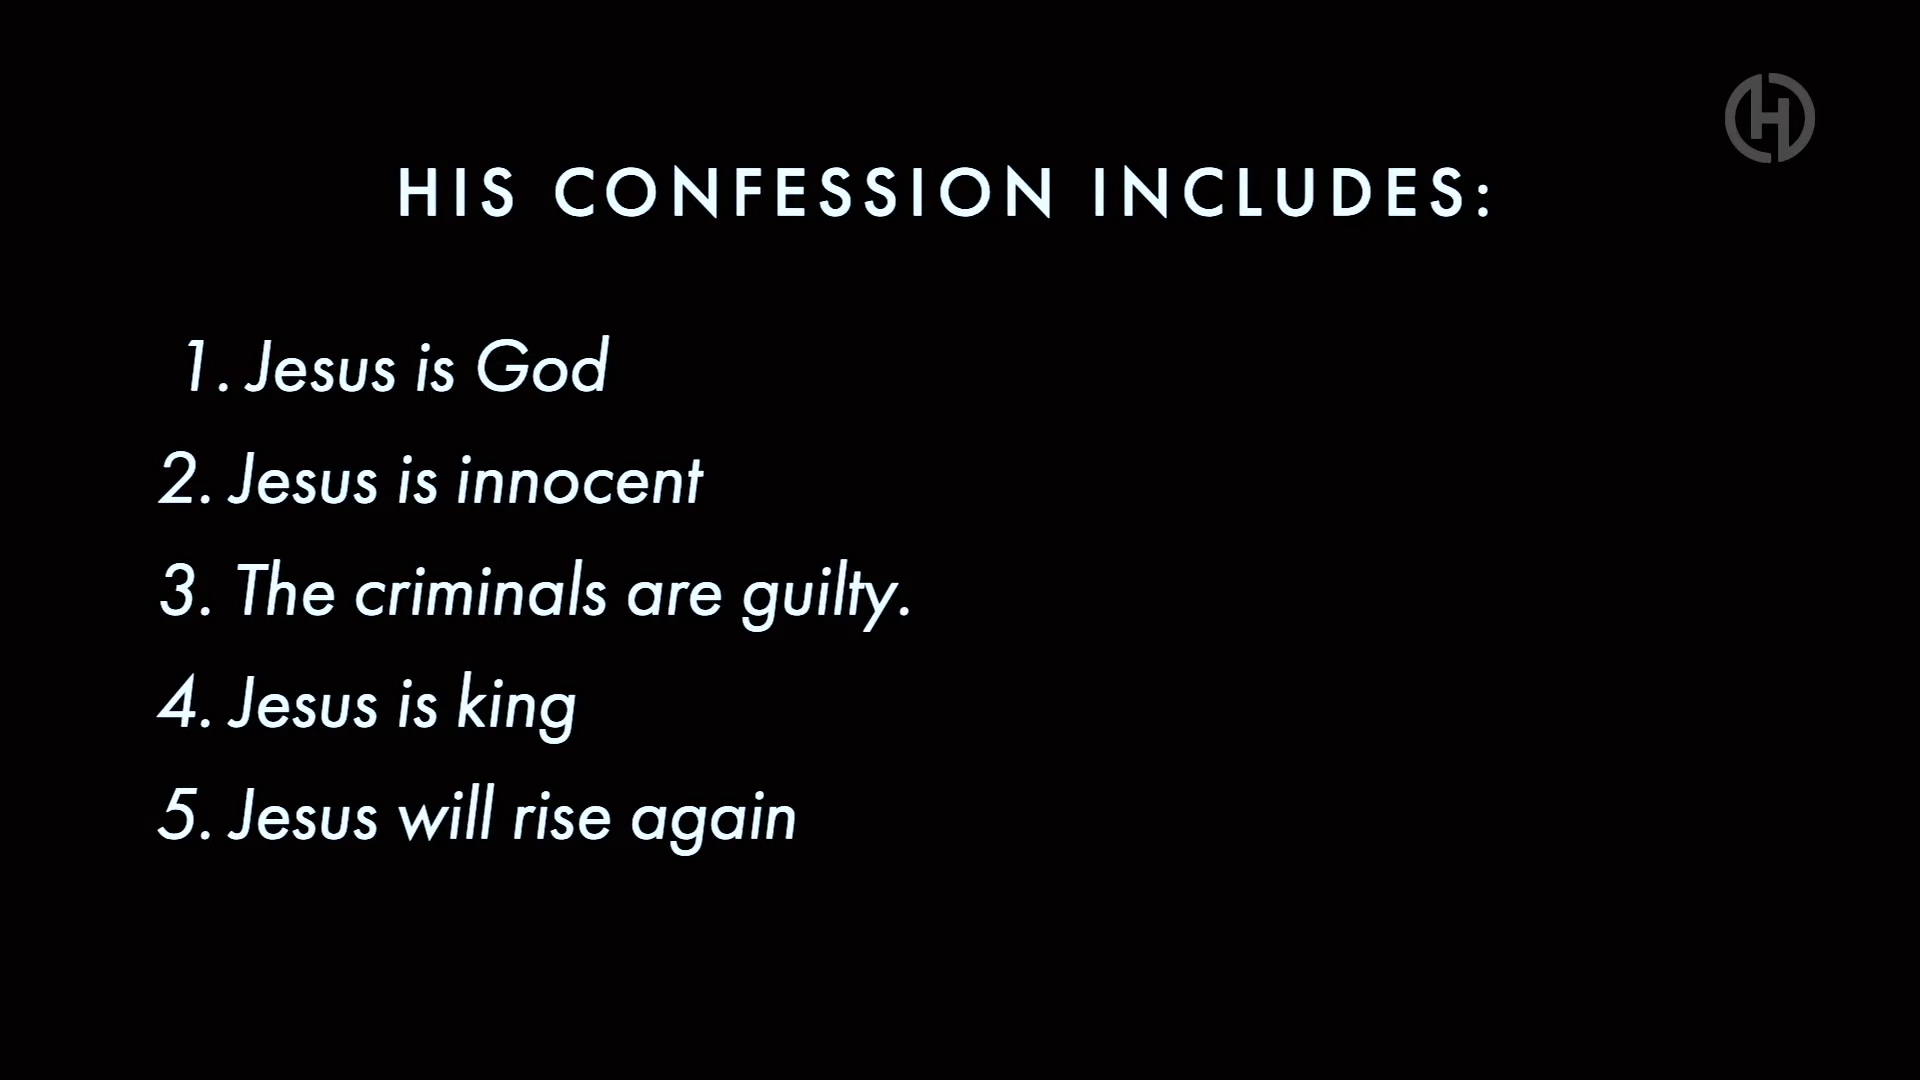 H
HIS CONFESSION INCLUDES:
1. Jesus is God
2. Jesus is innocent
3. The criminals are guilty.
4. Jesus is king
5. Jesus will rise again